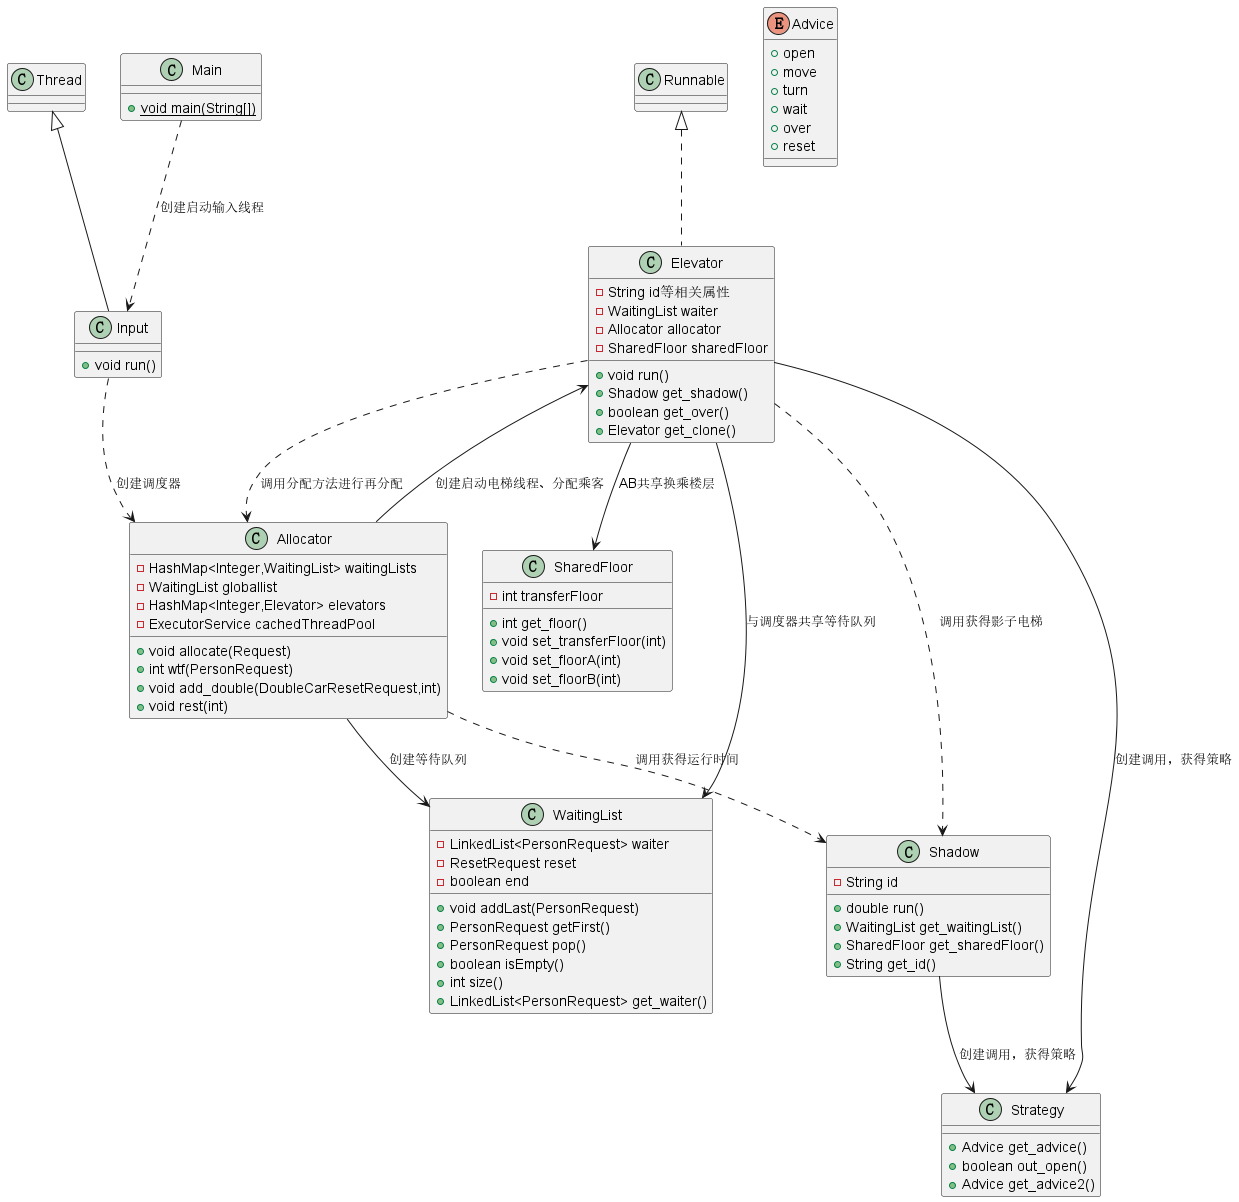 E Advice
open
move
turn
wait
over
reset
C Thread
C Main
void main(String[])
C Runnable
创建启动输入线程
C Elevator
String id等相关属性
WaitingList waiter
Allocator allocator
SharedFloor sharedFloor
void run()
Shadow get_shadow()
boolean get_over()
Elevator get_clone()
C Input
void run()
创建调度器
调用分配方法进行再分配
创建启动电梯线程、分配乘客
AB共享换乘楼层
C Allocator
HashMap<Integer,WaitingList> waitingLists
WaitingList globallist
HashMap<Integer,Elevator> elevators
ExecutorService cachedThreadPool
void allocate(Request)
int wtf(PersonRequest)
void add_double(DoubleCarResetRequest,int)
void rest(int)
C SharedFloor
int transferFloor
int get_floor()
void set_transferFloor(int)
void set_floorA(int)
void set_floorB(int)
与调度器共享等待队列
调用获得影子电梯
创建等待队列
调用获得运行时间
创建调用，获得策略
C WaitingList
LinkedList<PersonRequest> waiter
ResetRequest reset
boolean end
void addLast(PersonRequest)
PersonRequest getFirst()
PersonRequest pop()
boolean isEmpty()
int size()
LinkedList<PersonRequest> get_waiter()
C Shadow
String id
double run()
WaitingList get_waitingList()
SharedFloor get_sharedFloor()
String get_id()
创建调用，获得策略
C Strategy
Advice get_advice()
boolean out_open()
Advice get_advice2()